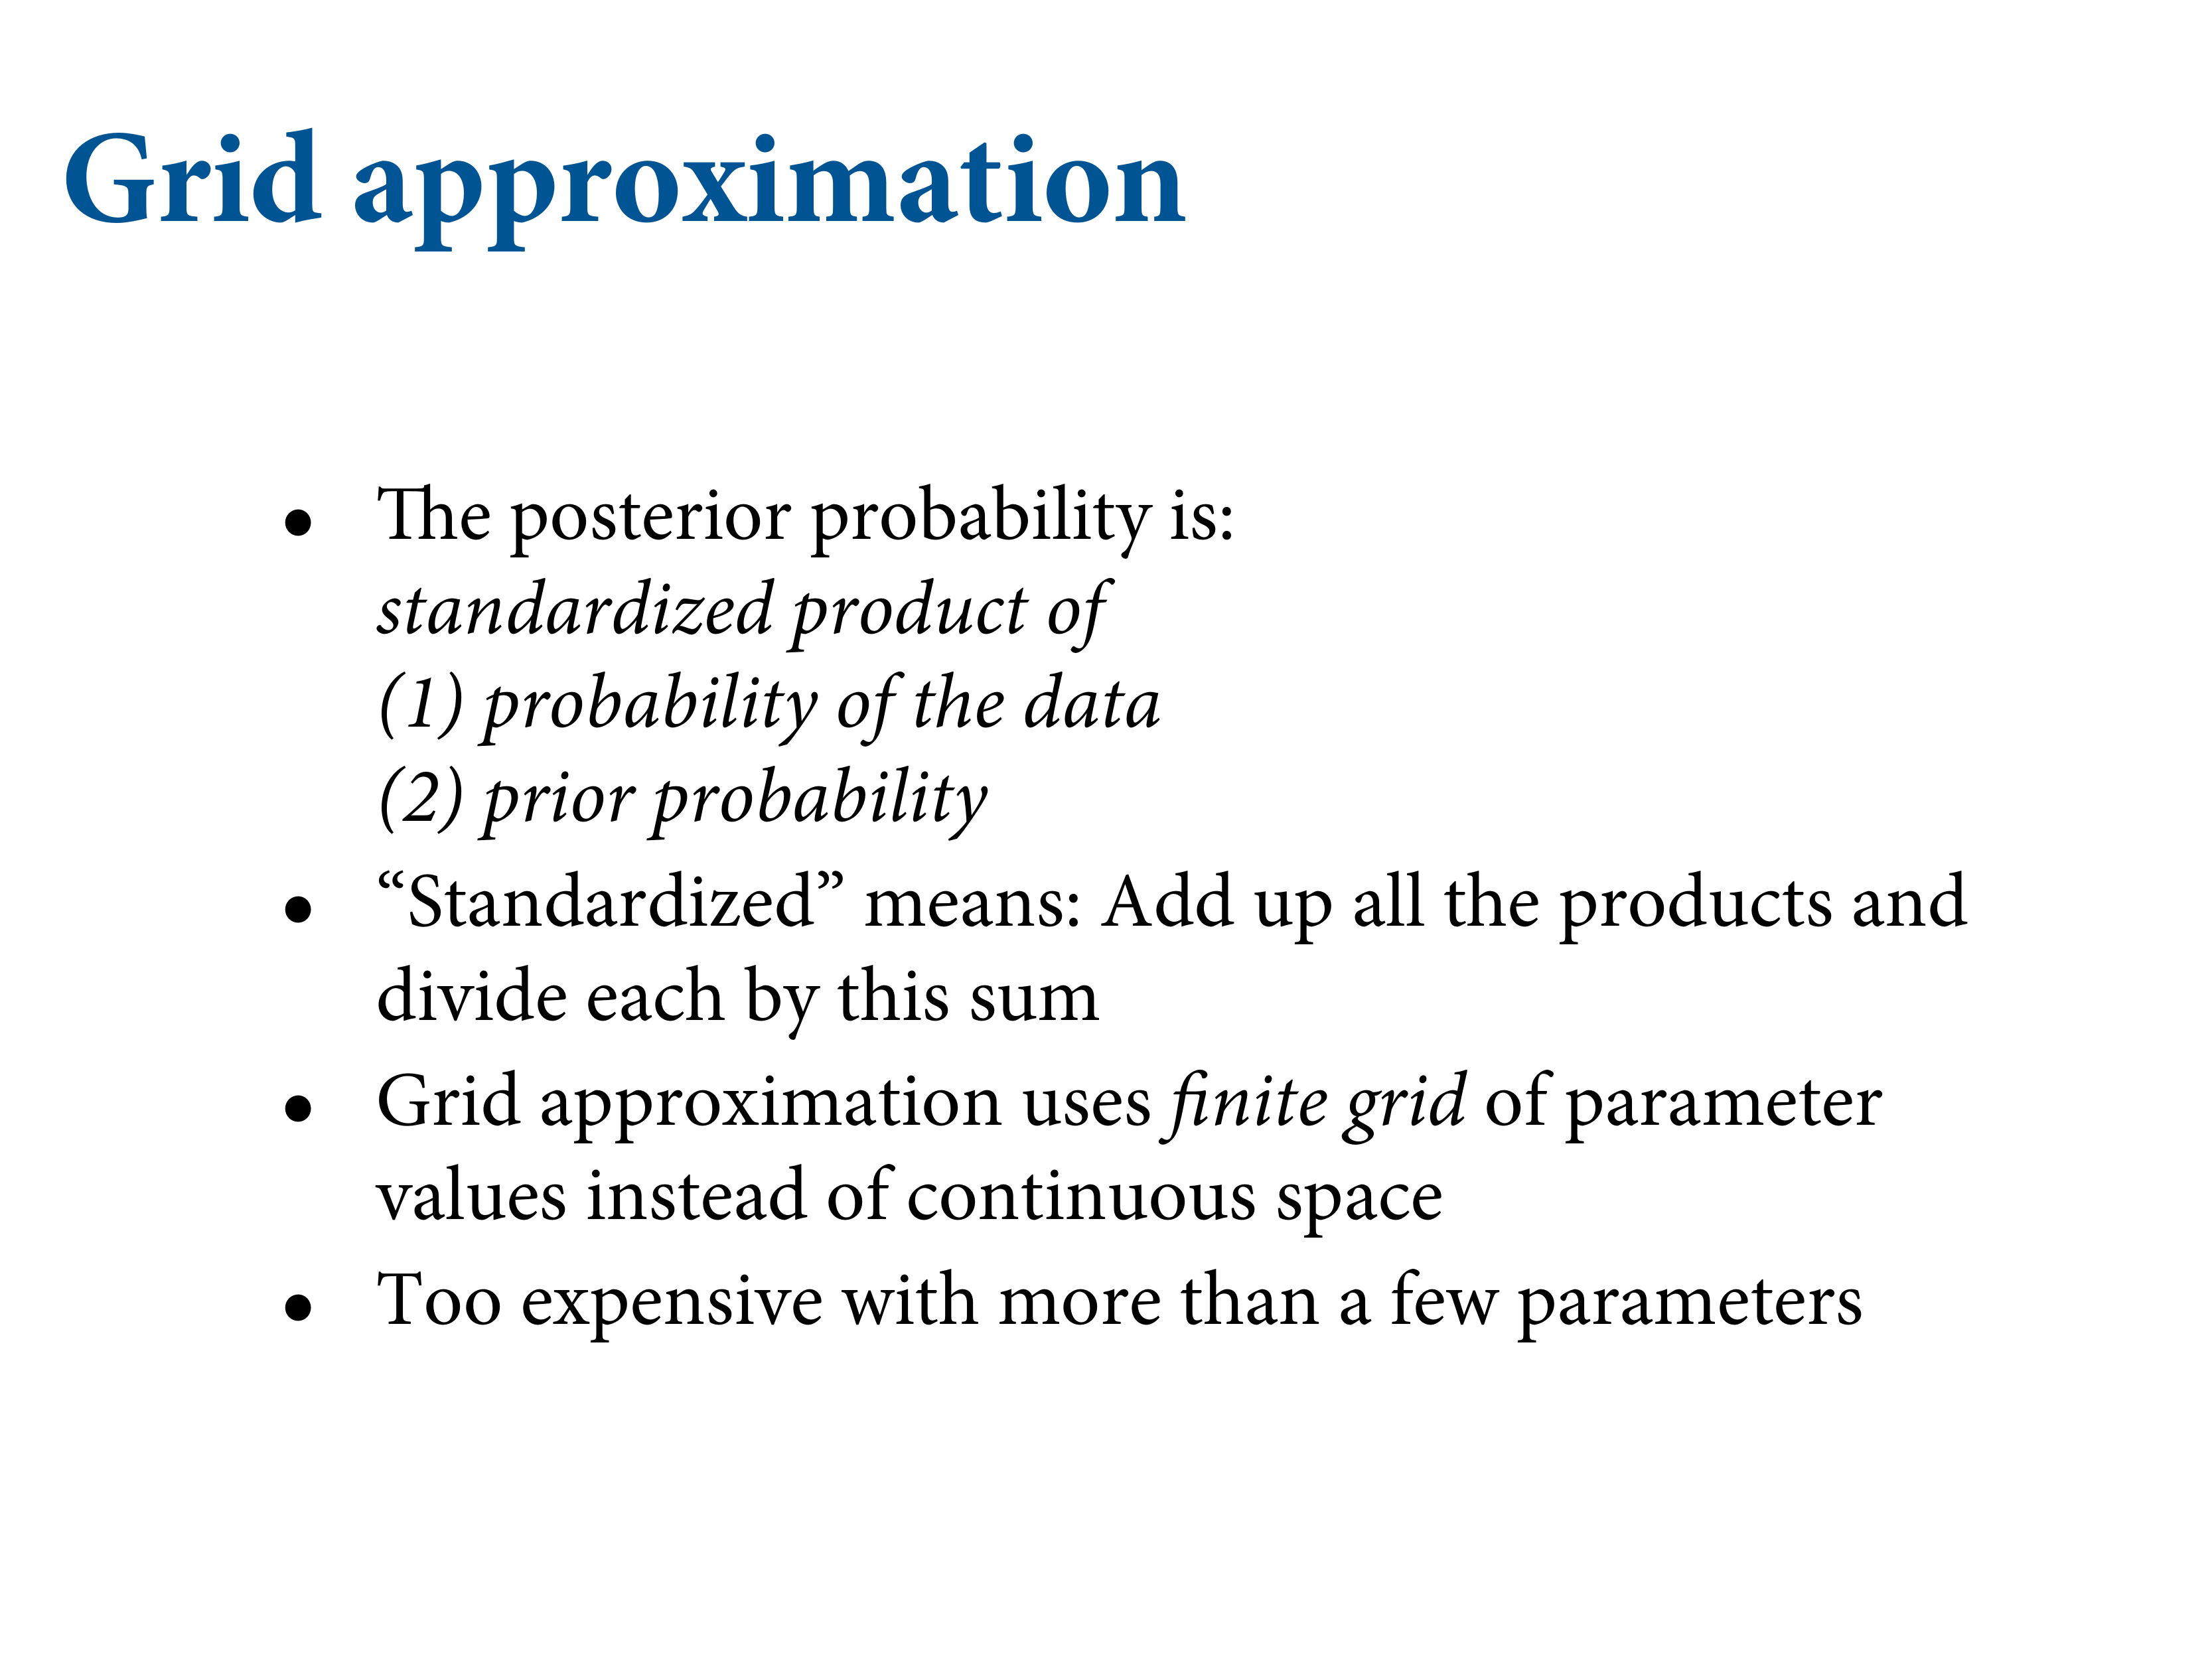 Grid approximation
• The posterior probability is:
standardized product of
(1) probability of the data
(2) prior probability
• “Standardized” means: Add up all the products and
divide each by this sum
• Grid approximation uses finite grid of parameter
values instead of continuous space
• Too expensive with more than a few parameters